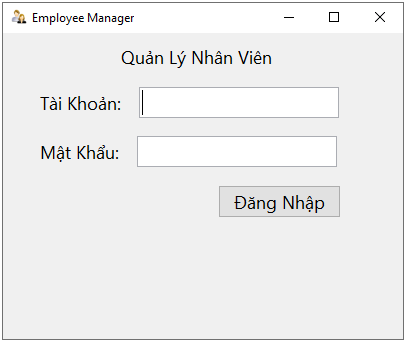 Employee Manager
Quản Lý Nhân Viên
Tài Khoản:
Mật Khẩu:
Đăng Nhập